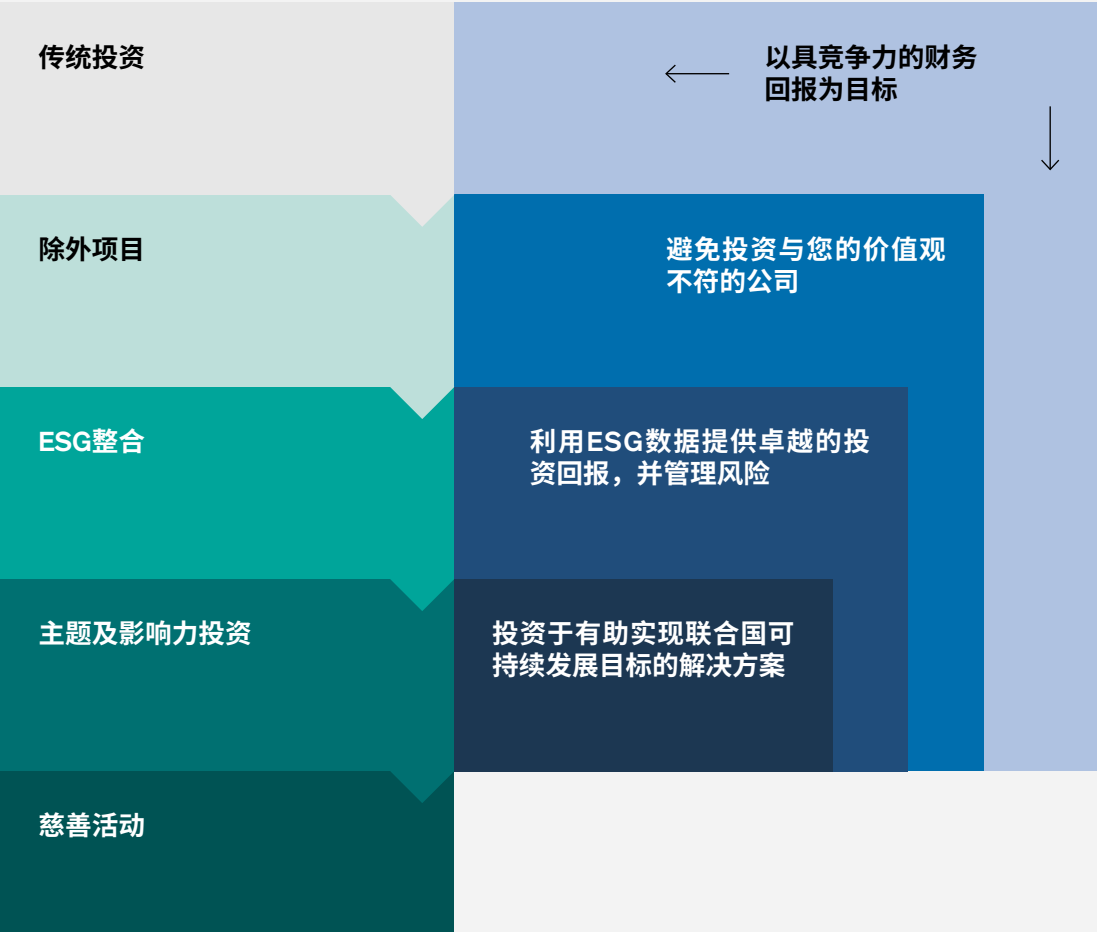 传统投资
以具竞争力的财务
回报为目标
除外项目
避免投资与您的价值观
不符的公司
ESG整合
利用ESG数据提供卓越的投
资回报，并管理风险
主题及影响力投资
投资于有助实现联合国可
持续发展目标的解决方案
慈善活动